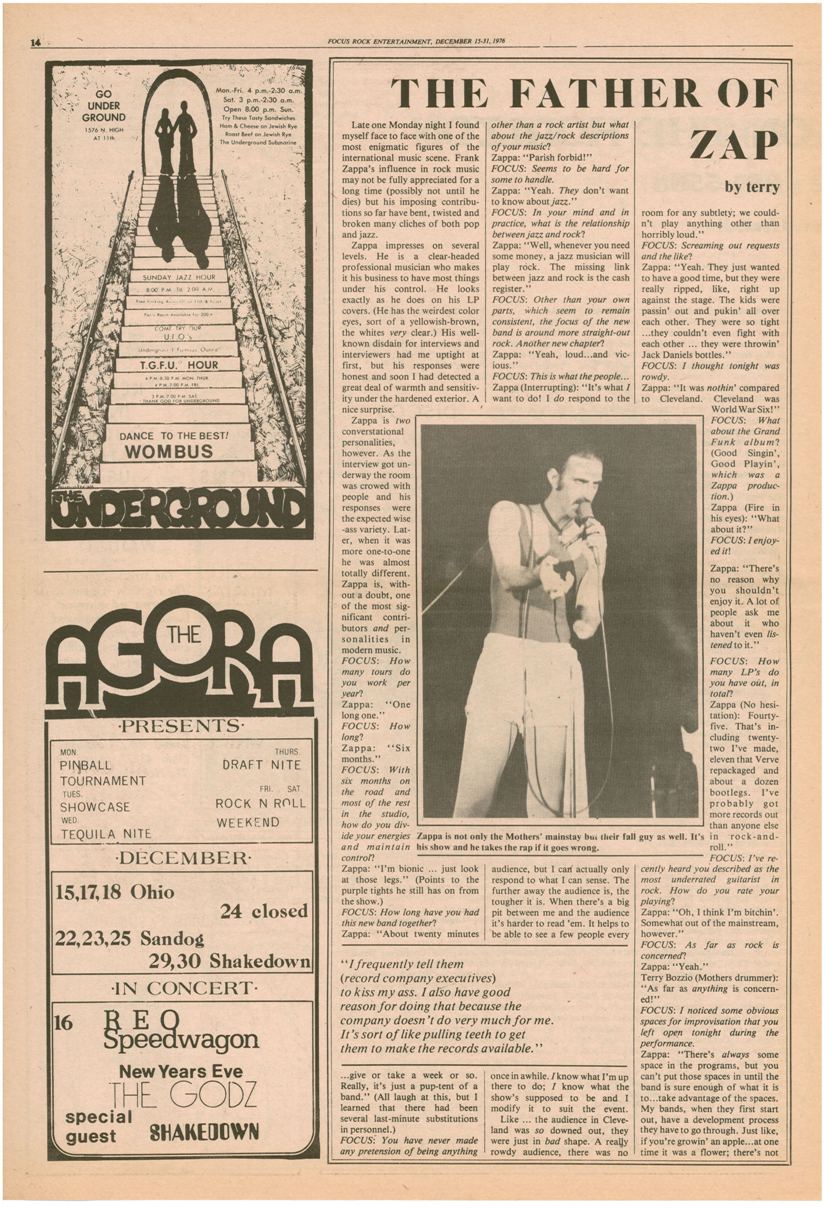 14
FOCUS ROCK ENTERTAINMENT, DECEMBER 15-31, 1976
GO
UNDER
GROUND
1576 N. HIGH
AT 11th
Mon.-Fri. 4 p.m.-2:30 a.m.
Sat. 3 p.m.-2:30 a.m.
Open 8:00 p.m. Sun.
Try These Tasty Sandwiches
Ham & Cheese on Jewish Rye
Roast Beef on Jewish Rye
The Underground Submarine
SUNDAY JAZZ HOUR
8:00 P.M. Til 2:00 A.M.
COME TRY OUR
U.F.O.'s
T.G.F.U. HOUR
4 P.M.-8:30 P.M. MON.-THUR.
4 P.M.-7:00 P.M. FRI.
3 P.M.-7:00 P.M. SAT.
THANK GOD FOR UNDERGROUND
DANCE TO THE BEST!
WOMBUS
THE
UNDERGROUND
THE
AGORA
·PRESENTS·
MON.
PINBALL
TOURNAMENT
TUES.
SHOWCASE
WED.
TEQUILA NITE
THURS.
DRAFT NITE
FRI. SAT.
ROCK N ROLL
WEEKEND
·DECEMBER·
15,17,18 Ohio
24 closed
22,23,25 Sandog
29,30 Shakedown
·IN CONCERT·
16 REO
Speedwagon
New Years Eve
THE GODZ
special
guest SHAKEDOWN
THE FATHER OF
ZAP
by terry
Late one Monday night I found
myself face to face with one of the
most enigmatic figures of the
international music scene. Frank
Zappa's influence in rock music
may not be fully appreciated for a
long time (possibly not until he
dies) but his imposing contribu-
tions so far have bent, twisted and
broken many cliches of both pop
and jazz.
Zappa impresses on several
levels. He is a clear-headed
professional musician who makes
it his business to have most things
under his control. He looks
exactly as he does on his LP
covers. (He has the weirdest color
eyes, sort of a yellowish-brown,
the whites very clear.) His well-
known disdain for interviews and
interviewers had me uptight at
first, but his responses were
honest and soon I had detected a
great deal of warmth and sensitiv-
ity under the hardened exterior. A
nice surprise.
Zappa is two
converstational
personalities,
however. As the
interview got un-
derway the room
was crowed with
people and his
responses were
the expected wise
-ass variety. Lat-
er, when it was
more one-to-one
he was almost
totally different.
Zappa is, with-
out a doubt, one
of the most sig-
nificant contri-
butors and per-
sonalities in
modern music.
FOCUS: How
many tours do
you work per
year?
Zappa: "One
long one."
FOCUS: How
long?
Zappa: "Six
months."
FOCUS: With
six months on
the road and
most of the rest
in the studio,
how do you div-
ide your energies
and maintain
control?
Zappa: "I'm bionic ... just look
at those legs." (Points to the
purple tights he still has on from
the show.)
FOCUS: How long have you had
this new band together?
Zappa: "About twenty minutes
"I frequently tell them
(record company executives)
to kiss my ass. I also have good
reason for doing that because the
company doesn't do very much for me.
It's sort of like pulling teeth to get
them to make the records available."
...give or take a week or so.
Really, it's just a pup-tent of a
band." (All laugh at this, but I
learned that there had been
several last-minute substitutions
in personnel.)
FOCUS: You have never made
any pretension of being anything
other than a rock artist but what
about the jazz/rock descriptions
of your music?
Zappa: "Parish forbid!"
FOCUS: Seems to be hard for
some to handle.
Zappa: "Yeah. They don't want
to know about jazz."
FOCUS: In your mind and in
practice, what is the relationship
between jazz and rock?
Zappa: "Well, whenever you need
some money, a jazz musician will
play rock. The missing link
between jazz and rock is the cash
register."
FOCUS: Other than your own
parts, which seem to remain
consistent, the focus of the new
band is around more straight-out
rock. Another new chapter?
Zappa: "Yeah, loud...and vic-
ious."
FOCUS: This is what the people...
Zappa (Interrupting): "It's what I
want to do! I do respond to the
Zappa is not only the Mothers' mainstay but their fall guy as well. It's
his show and he takes the rap if it goes wrong.
audience, but I can actually only
respond to what I can sense. The
further away the audience is, the
tougher it is. When there's a big
pit between me and the audience
it's harder to read 'em. It helps to
be able to see a few people every
once in awhile. I know what I'm up
there to do; I know what the
show's supposed to be and I
modify it to suit the event.
Like ... the audience in Cleve-
land was so downed out, they
were just in bad shape. A really
rowdy audience, there was no
room for any subtlety; we could-
n't play anything other than
horribly loud."
FOCUS: Screaming out requests
and the like?
Zappa: "Yeah. They just wanted
to have a good time, but they were
really ripped, like, right up
against the stage. The kids were
passin' out and pukin' all over
each other. They were so tight
...they couldn't even fight with
each other ... they were throwin'
Jack Daniels bottles."
FOCUS: I thought tonight was
rowdy.
Zappa: "It was nothin' compared
to Cleveland. Cleveland was
World War Six!"
FOCUS: What
about the Grand
Funk album?
(Good Singin',
Good Playin',
which was a
Zappa produc-
tion.)
Zappa (Fire in
his eyes): "What
about it?"
FOCUS: I enjoy-
ed it!
Zappa: "There's
no reason why
you shouldn't
enjoy it. A lot of
people ask me
about it who
haven't even lis-
tened to it."
FOCUS: How
many LP's do
you have out, in
total?
Zappa (No hesi-
tation): Fourty-
five. That's in-
cluding twenty-
two I've made,
eleven that Verve
repackaged and
about a dozen
bootlegs. I've
probably got
more records out
than anyone else
in rock-and-
roll."
FOCUS: I've re-
cently heard you described as the
most underrated guitarist in
rock. How do you rate your
playing?
Zappa: "Oh, I think I'm bitchin'.
Somewhat out of the mainstream,
however."
FOCUS: As far as rock is
concerned?
Zappa: "Yeah."
Terry Bozzio (Mothers drummer):
"As far as anything is concern-
ed!"
FOCUS: I noticed some obvious
spaces for improvisation that you
left open tonight during the
performance.
Zappa: "There's always some
space in the programs, but you
can't put those spaces in until the
band is sure enough of what it is
to...take advantage of the spaces.
My bands, when they first start
out, have a development process
they have to go through. Just like,
if you're growin' an apple...at one
time it was a flower; there's not